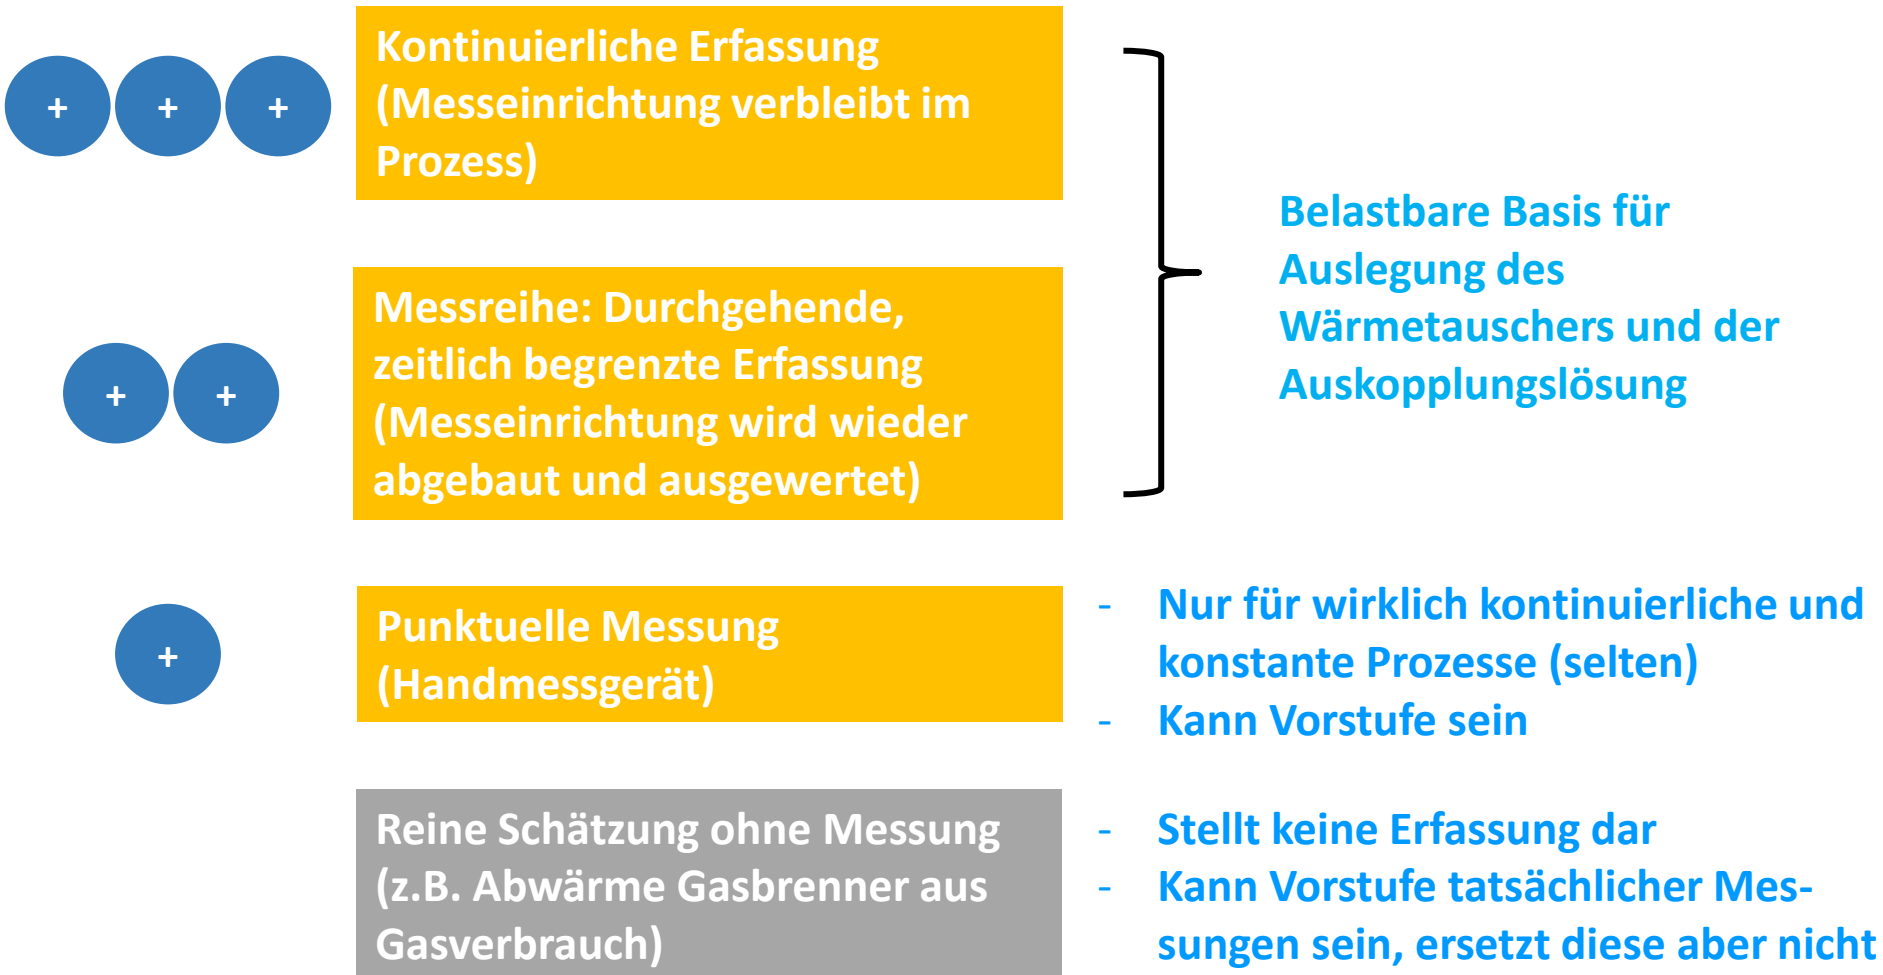 + + +
Kontinuierliche Erfassung
(Messeinrichtung verbleibt im
Prozess)
+ +
Messreihe: Durchgehende,
zeitlich begrenzte Erfassung
(Messeinrichtung wird wieder
abgebaut und ausgewertet)
Belastbare Basis für
Auslegung des
Wärmetauschers und der
Auskopplungslösung
+
Punktuelle Messung
(Handmessgerät)
- Nur für wirklich kontinuierliche und
konstante Prozesse (selten)
- Kann Vorstufe sein
Reine Schätzung ohne Messung
(z.B. Abwärme Gasbrenner aus
Gasverbrauch)
- Stellt keine Erfassung dar
- Kann Vorstufe tatsächlicher Mes-
sungen sein, ersetzt diese aber nicht